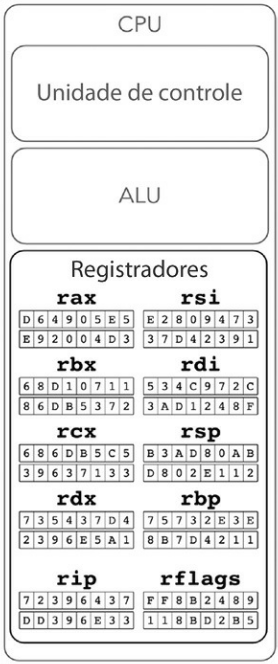 CPU
Unidade de controle
ALU
Registradores
rax rsi
D64905E5 E2809473
E92004D3 37D42391
rbx rdi
68D10711 534C972C
86DB5372 3AD1248F
rcx rsp
686DB5C5 B3AD80AB
39637133 D802E112
rdx rbp
735437D4 75732E3E
2396E5A1 8B7D4211
rip rflags
72396437 FF8B2489
DD396E33 118BD2B5